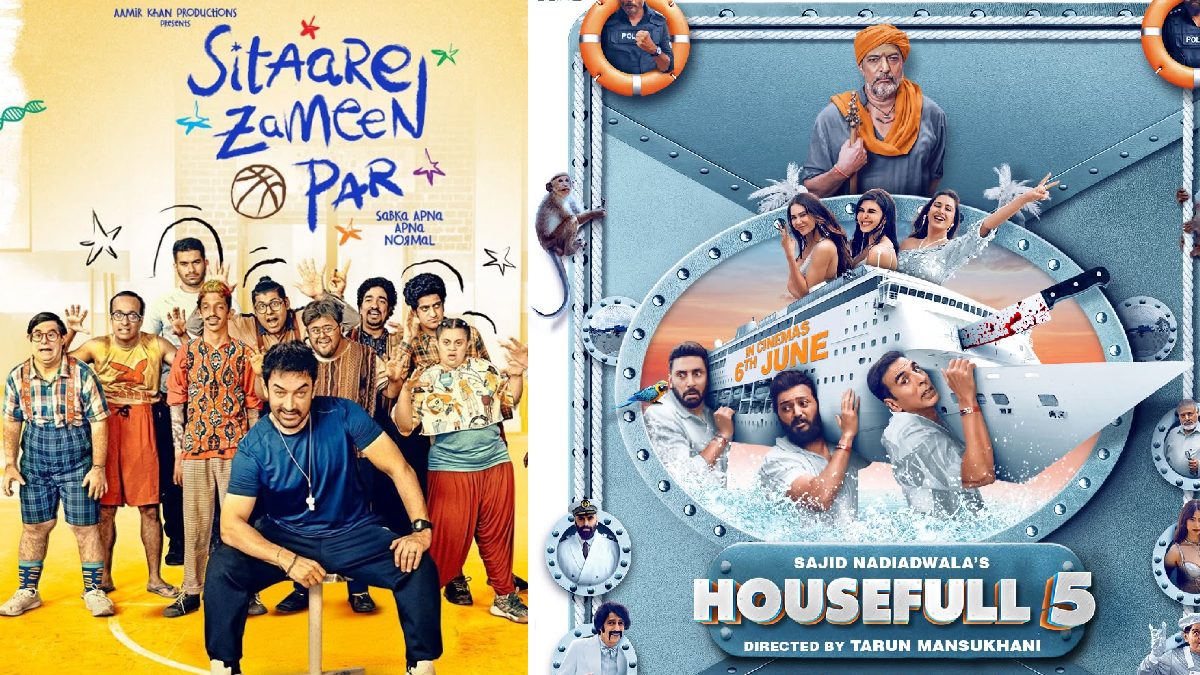 AAMIR KHAN PRODUCTIONS
PRESENTS
SitAARE
ZAMEEN
PAR
SABKA APNA
APNA
NORMAL
IN CINEMAS
6TH JUNE
SAJID NADIADWALA'S
HOUSEFULL 5
DIRECTED BY TARUN MANSUKHANI